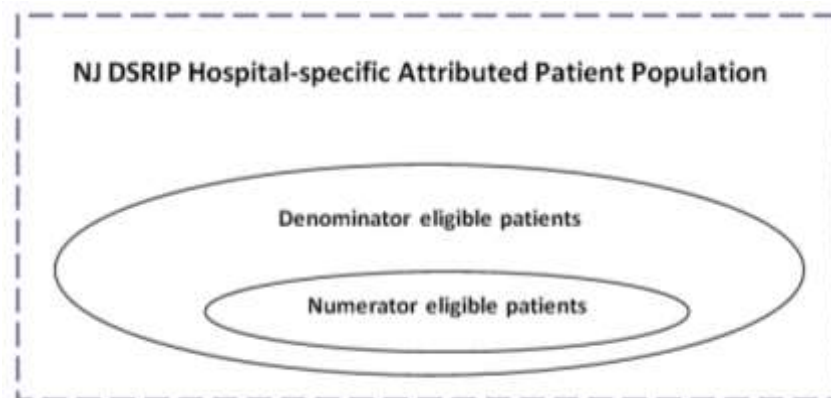 NJ DSRIP Hospital-specific Attributed Patient Population
Denominator eligible patients
Numerator eligible patients